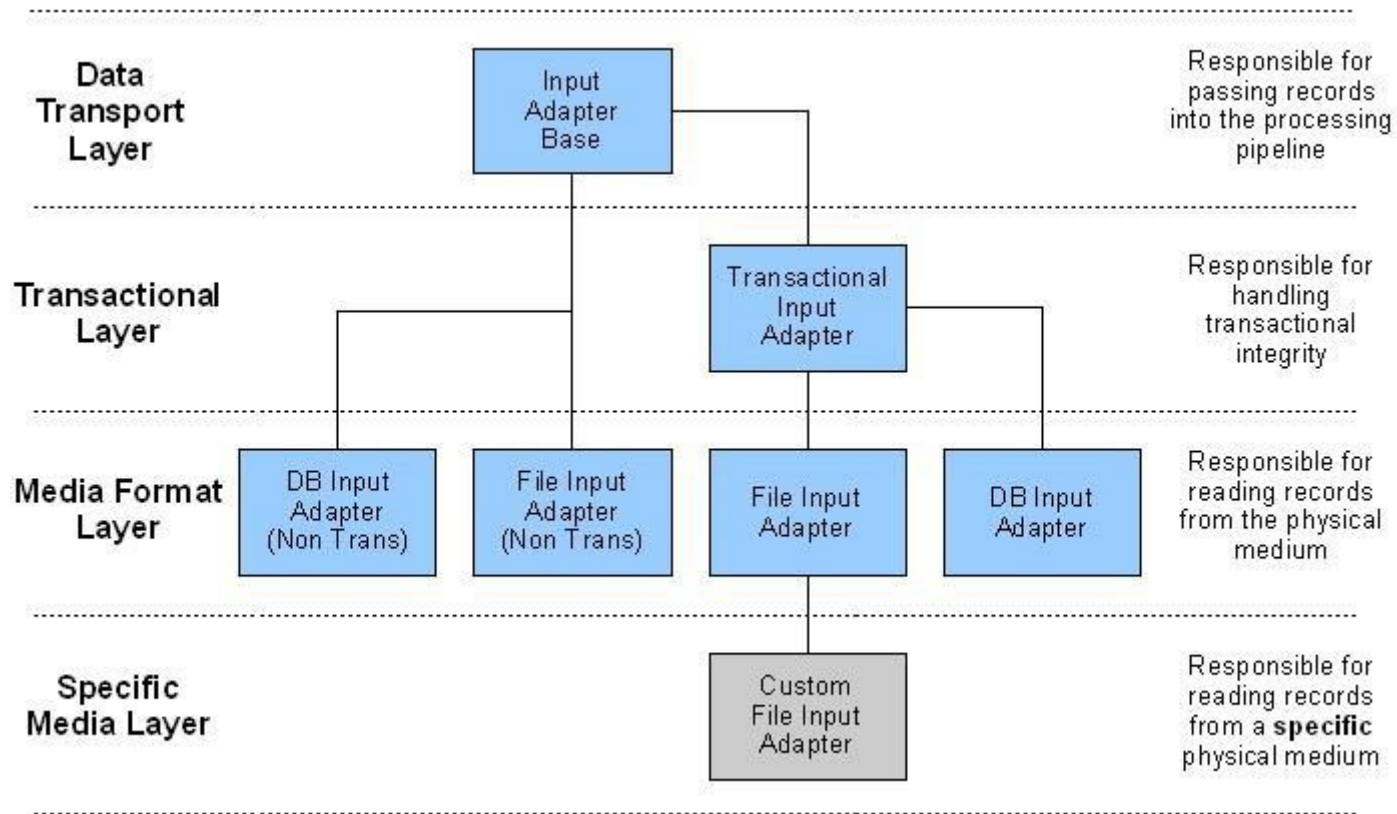 Data
Transport
Layer
Input
Adapter
Base
Responsible for
passing records
into the processing
pipeline
Transactional
Layer
Transactional
Input
Adapter
Responsible for
handling
transactional
integrity
Media Format
Layer
DB Input
Adapter
(Non Trans)
File Input
Adapter
(Non Trans)
File Input
Adapter
DB Input
Adapter
Responsible for
reading records
from the physical
medium
Specific
Media Layer
Custom
File Input
Adapter
Responsible for
reading records
from a specific
physical medium